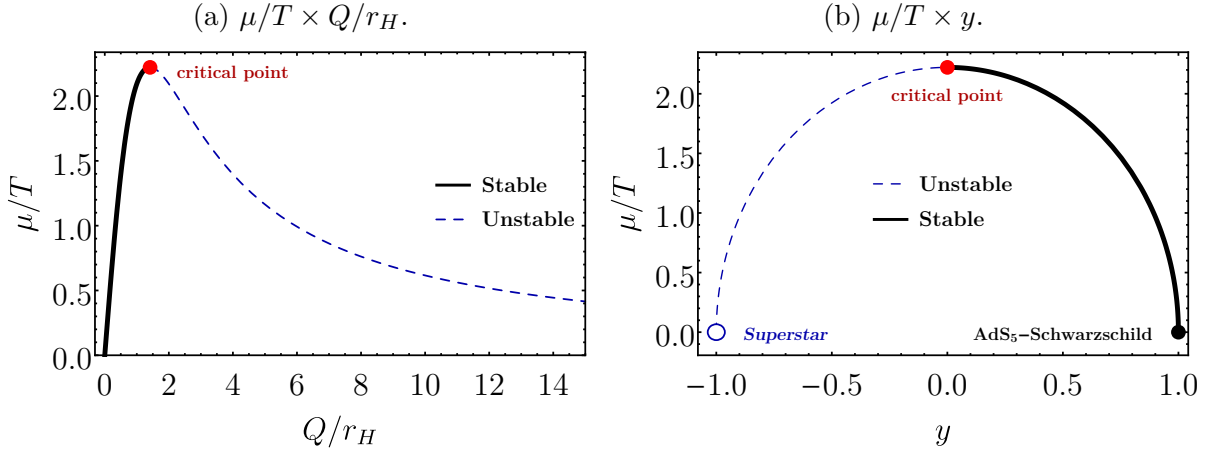 (a) μ/T × Q/r_H.
μ/T
2.0
1.5
1.0
0.5
0.0
critical point
Stable
Unstable
0 2 4 6 8 10 12 14
Q/r_H
(b) μ/T × y.
μ/T
2.0
1.5
1.0
0.5
0.0
critical point
Unstable
Stable
Superstar
AdS₅−Schwarzschild
−1.0 −0.5 0.0 0.5 1.0
y